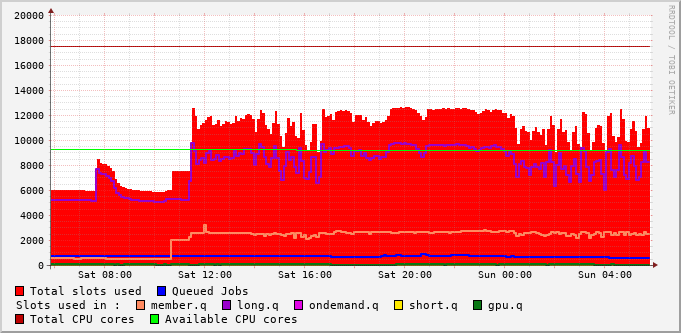 20000
18000
16000
14000
12000
10000
8000
6000
4000
2000
0
Sat 08:00 Sat 12:00 Sat 16:00 Sat 20:00 Sun 00:00 Sun 04:00
RRDTOOL / TOBI OETIKER
Total slots used Queued Jobs
Slots used in : member.q long.q ondemand.q short.q gpu.q
Total CPU cores Available CPU cores